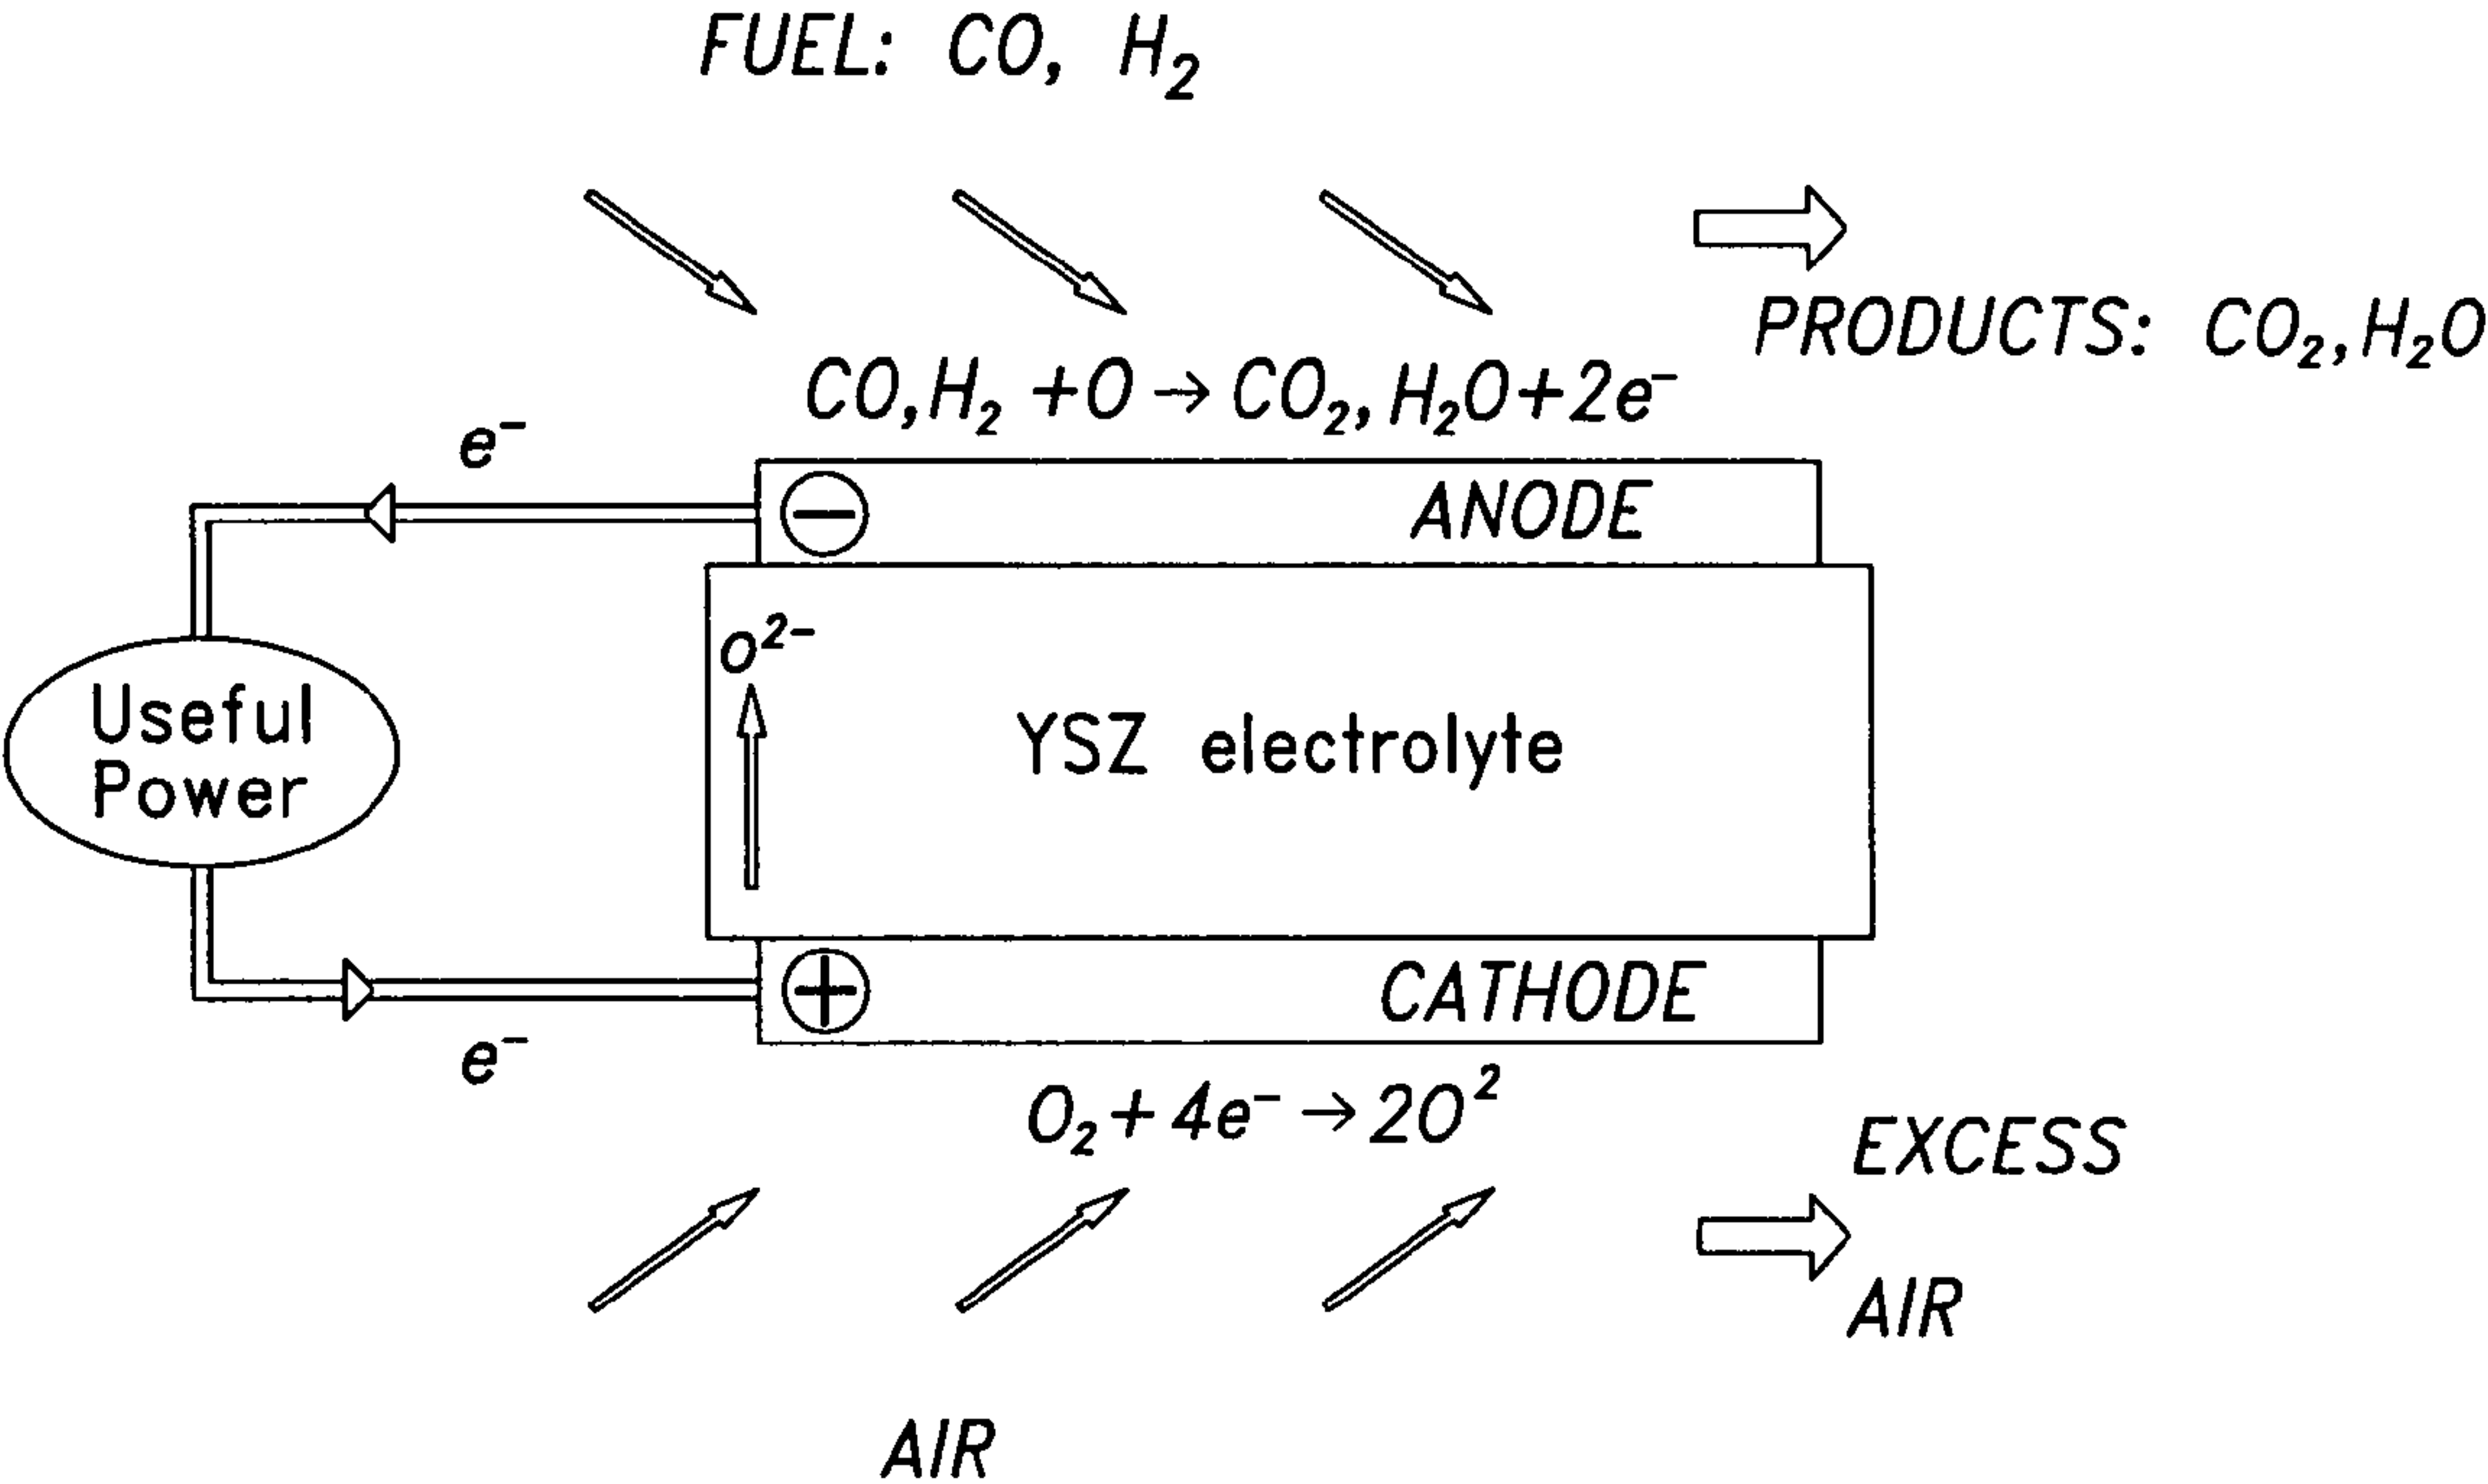 FUEL: CO, H₂
PRODUCTS: CO₂,H₂O
CO,H₂ +O → CO₂,H₂O+2e⁻
e⁻
⊖ ANODE
o²⁻
Useful
Power
YSZ electrolyte
⊕ CATHODE
e⁻
O₂+4e⁻→2O²
EXCESS
AIR
AIR